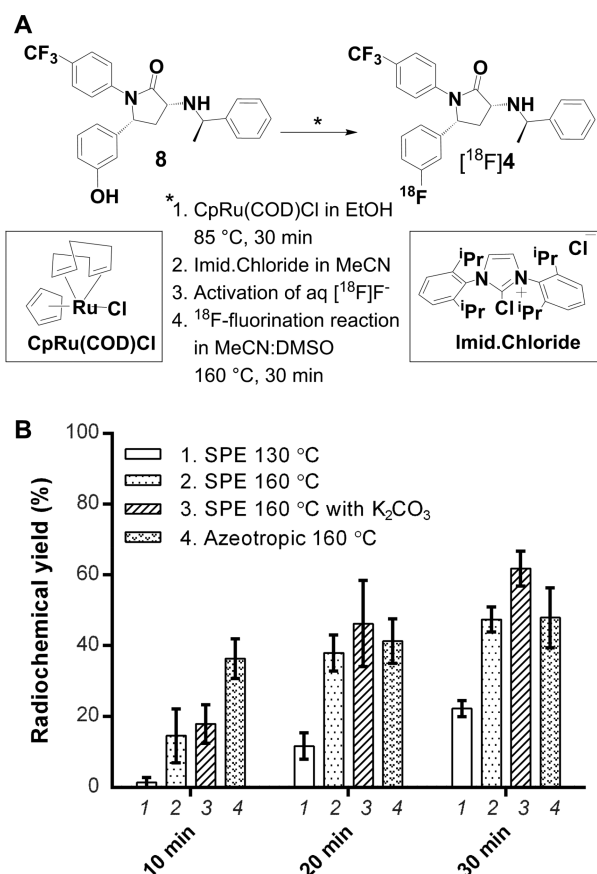 A
CF₃
O
N
NH
8
OH
*
CF₃
O
N
NH
[¹⁸F]4
¹⁸F
*1. CpRu(COD)Cl in EtOH
85 °C, 30 min
2. Imid.Chloride in MeCN
3. Activation of aq [¹⁸F]F⁻
4. ¹⁸F-fluorination reaction
in MeCN:DMSO
160 °C, 30 min
Ru Cl
CpRu(COD)Cl
iPr iPr Cl⁻
N N
+
Cl
iPr iPr
Imid.Chloride
B
Radiochemical yield (%)
100
80
60
40
20
0
1. SPE 130 °C
2. SPE 160 °C
3. SPE 160 °C with K₂CO₃
4. Azeotropic 160 °C
1 2 3 4 1 2 3 4 1 2 3 4
10 min 20 min 30 min